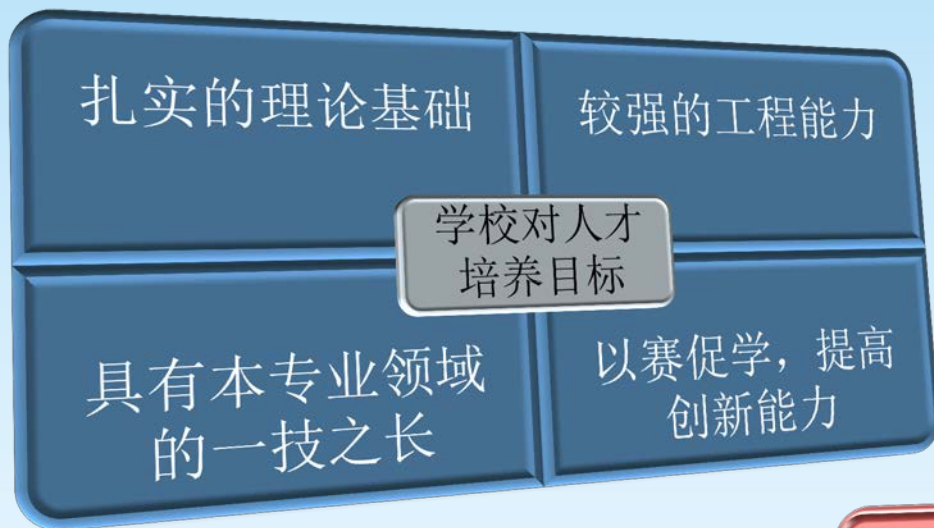 扎实的理论基础
较强的工程能力
学校对人才
培养目标
具有本专业领域
的一技之长
以赛促学，提高
创新能力